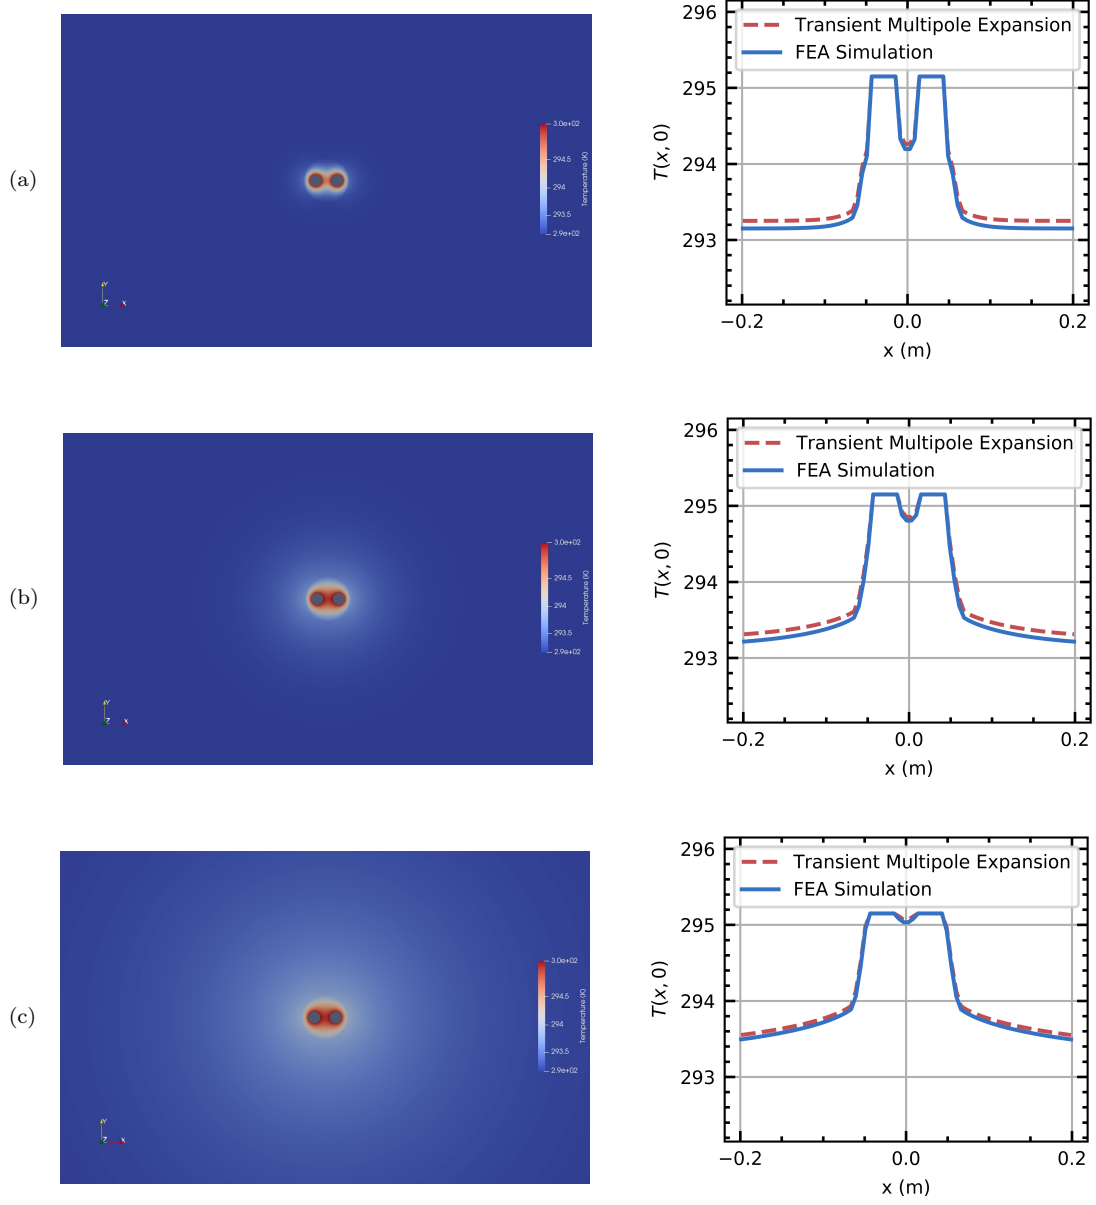 (a)
3.0e+02
294.5
294
293.5
2.9e+02
Temperature (K)
Y
Z
X
296
295
294
293
T(x, 0)
Transient Multipole Expansion
FEA Simulation
−0.2
0.0
0.2
x (m)
(b)
3.0e+02
294.5
294
293.5
2.9e+02
Temperature (K)
Y
Z
X
296
295
294
293
T(x, 0)
Transient Multipole Expansion
FEA Simulation
−0.2
0.0
0.2
x (m)
(c)
3.0e+02
294.5
294
293.5
2.9e+02
Temperature (K)
Y
Z
X
296
295
294
293
T(x, 0)
Transient Multipole Expansion
FEA Simulation
−0.2
0.0
0.2
x (m)